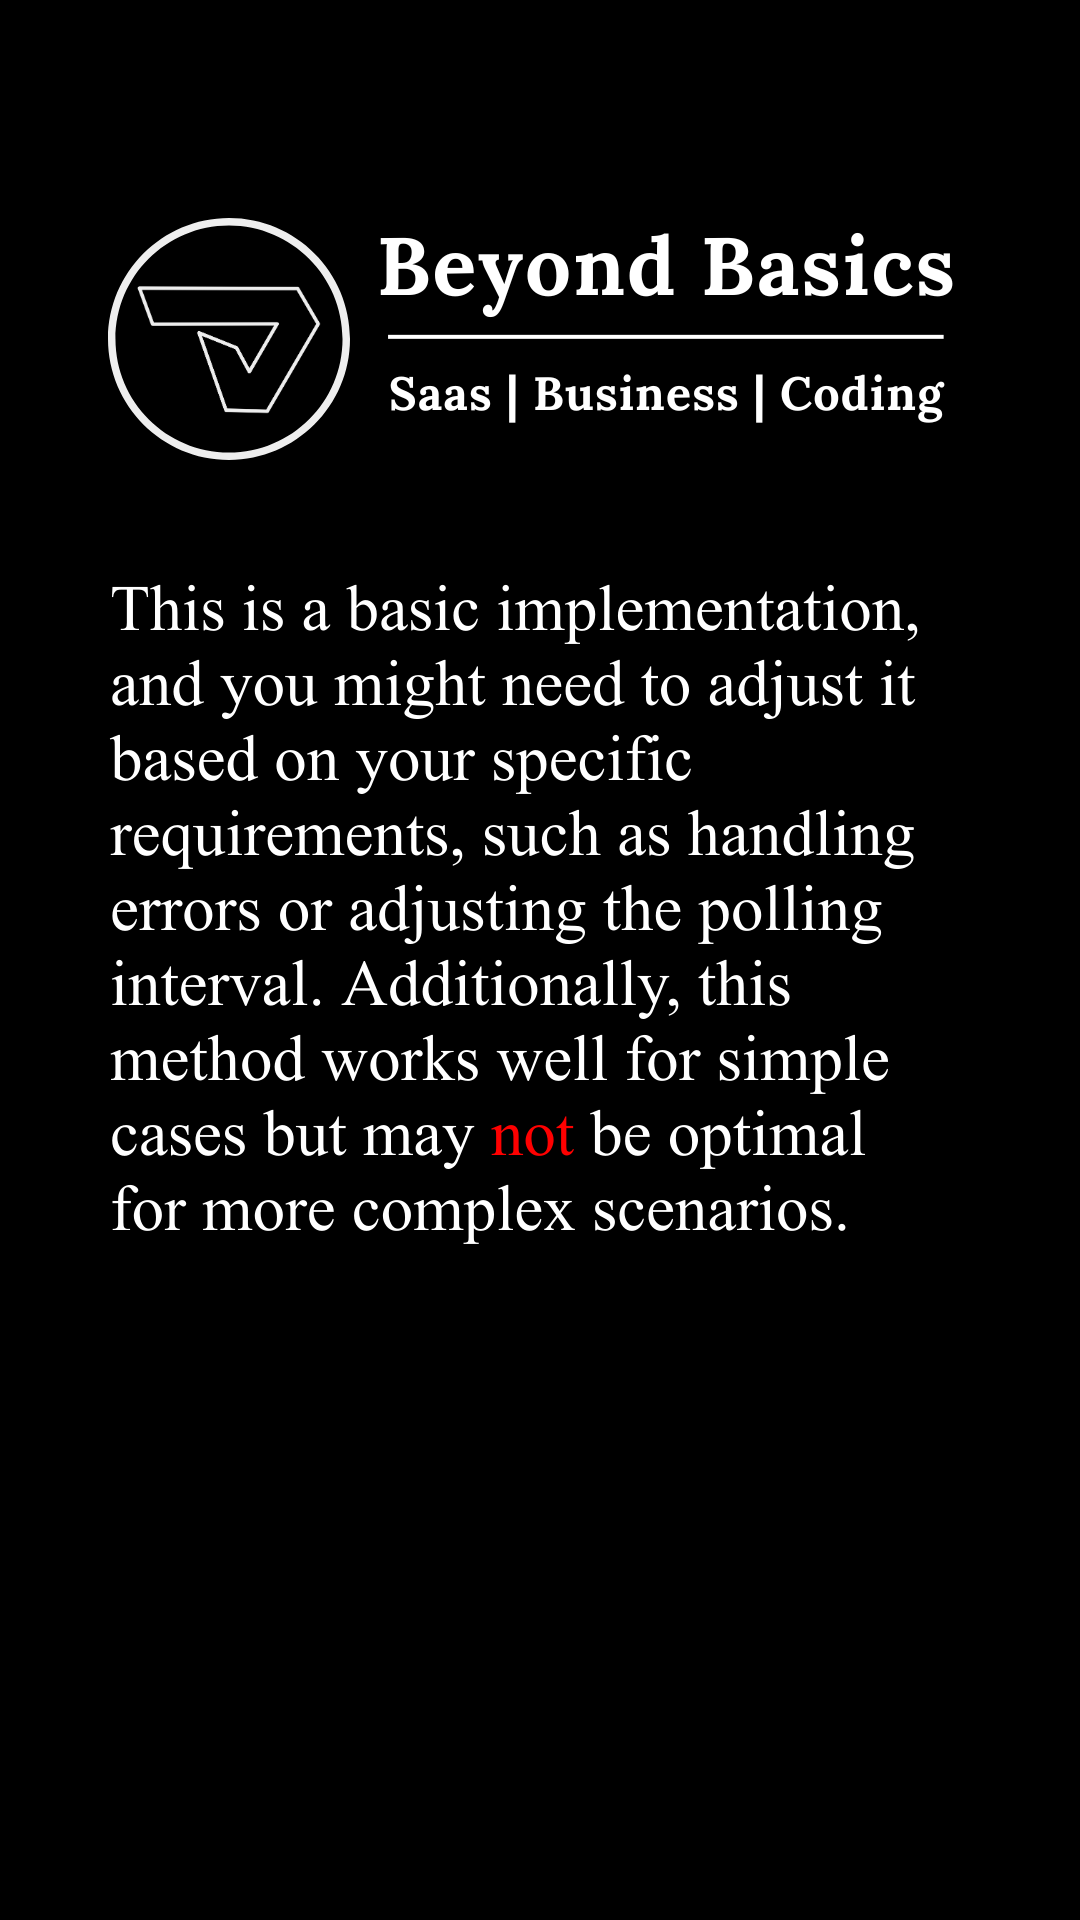 Beyond Basics
Saas | Business | Coding
This is a basic implementation,
and you might need to adjust it
based on your specific
requirements, such as handling
errors or adjusting the polling
interval. Additionally, this
method works well for simple
cases but may not be optimal
for more complex scenarios.